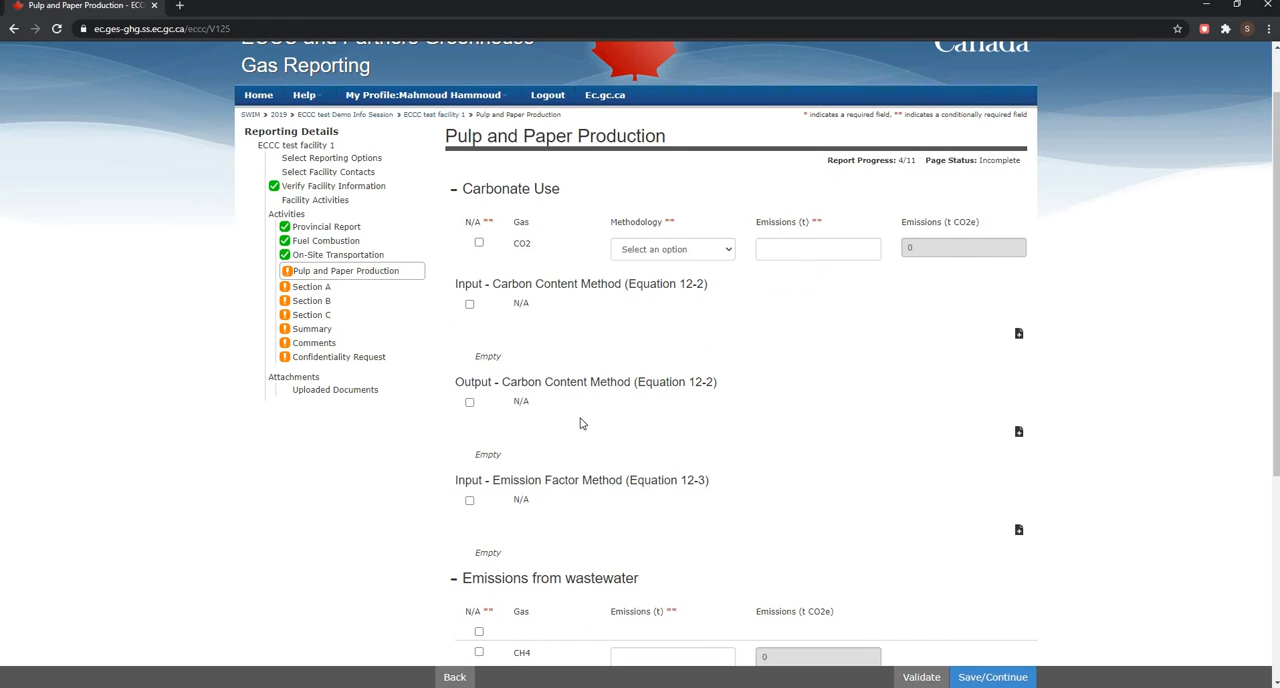 Pulp and Paper Production - ECC
ec.ges-ghg.ss.ec.gc.ca/eccc/V125
S
ECCC and Partners Greenhouse
Gas Reporting
Canada
Home Help My Profile:Mahmoud Hammoud Logout Ec.gc.ca
SWIM > 2019 > ECCC test Demo Info Session > ECCC test facility 1 > Pulp and Paper Production
* indicates a required field, ** indicates a conditionally required field
Reporting Details
ECCC test facility 1
Select Reporting Options
Select Facility Contacts
Verify Facility Information
Facility Activities
Activities
Provincial Report
Fuel Combustion
On-Site Transportation
Pulp and Paper Production
Section A
Section B
Section C
Summary
Comments
Confidentiality Request
Attachments
Uploaded Documents
Pulp and Paper Production
Report Progress: 4/11 Page Status: Incomplete
– Carbonate Use
N/A ** Gas Methodology ** Emissions (t) ** Emissions (t CO2e)
CO2 Select an option 0
Input - Carbon Content Method (Equation 12-2)
N/A
Empty
Output - Carbon Content Method (Equation 12-2)
N/A
Empty
Input - Emission Factor Method (Equation 12-3)
N/A
Empty
– Emissions from wastewater
N/A ** Gas Emissions (t) ** Emissions (t CO2e)
CH4 0
Back Validate Save/Continue